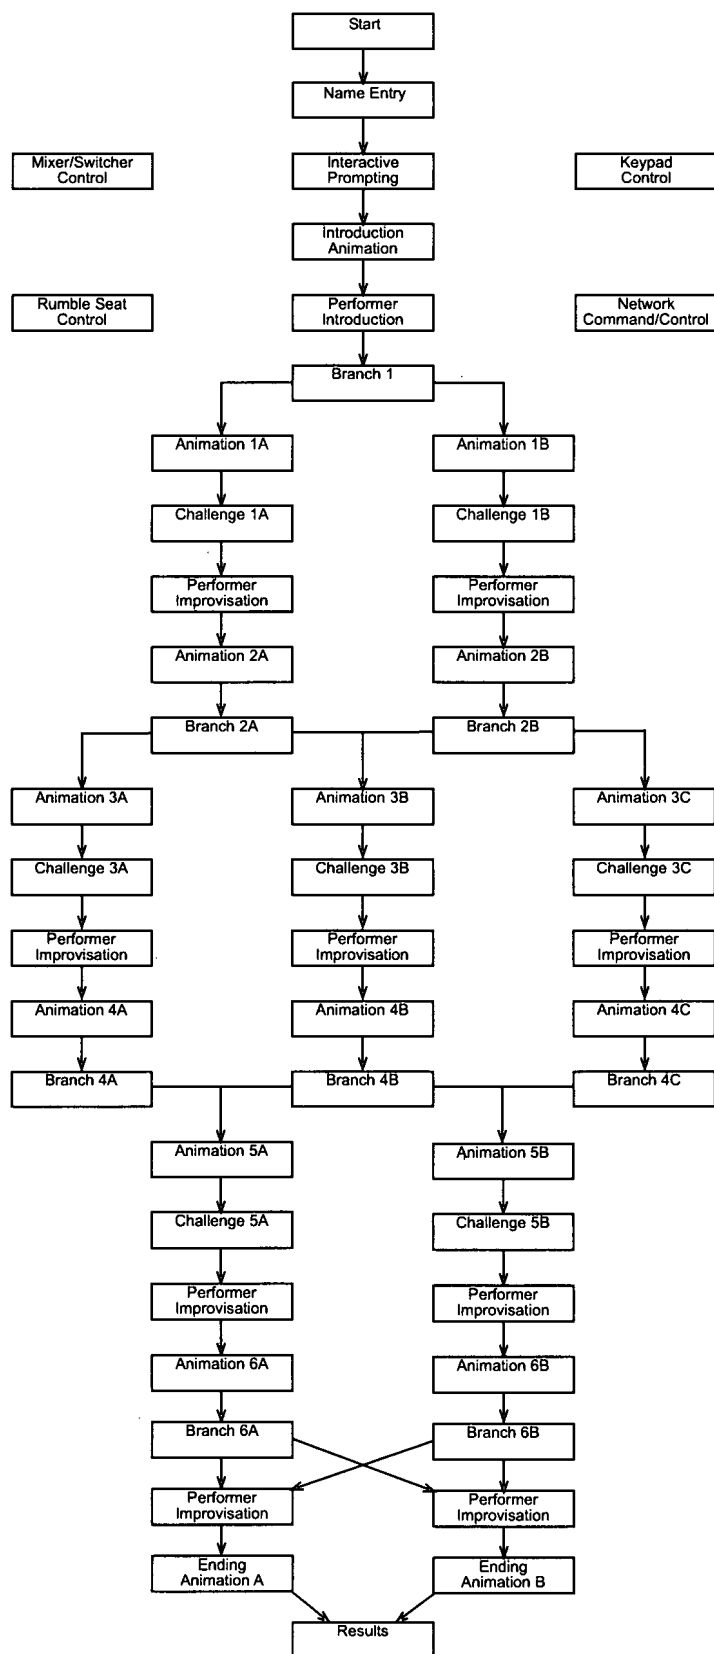 Start
Name Entry
Mixer/Switcher
Control
Interactive
Prompting
Keypad
Control
Introduction
Animation
Rumble Seat
Control
Performer
Introduction
Network
Command/Control
Branch 1
Animation 1A
Animation 1B
Challenge 1A
Challenge 1B
Performer
Improvisation
Performer
Improvisation
Animation 2A
Animation 2B
Branch 2A
Branch 2B
Animation 3A
Animation 3B
Animation 3C
Challenge 3A
Challenge 3B
Challenge 3C
Performer
Improvisation
Performer
Improvisation
Performer
Improvisation
Animation 4A
Animation 4B
Animation 4C
Branch 4A
Branch 4B
Branch 4C
Animation 5A
Animation 5B
Challenge 5A
Challenge 5B
Performer
Improvisation
Performer
Improvisation
Animation 6A
Animation 6B
Branch 6A
Branch 6B
Performer
Improvisation
Performer
Improvisation
Ending
Animation A
Ending
Animation B
Results